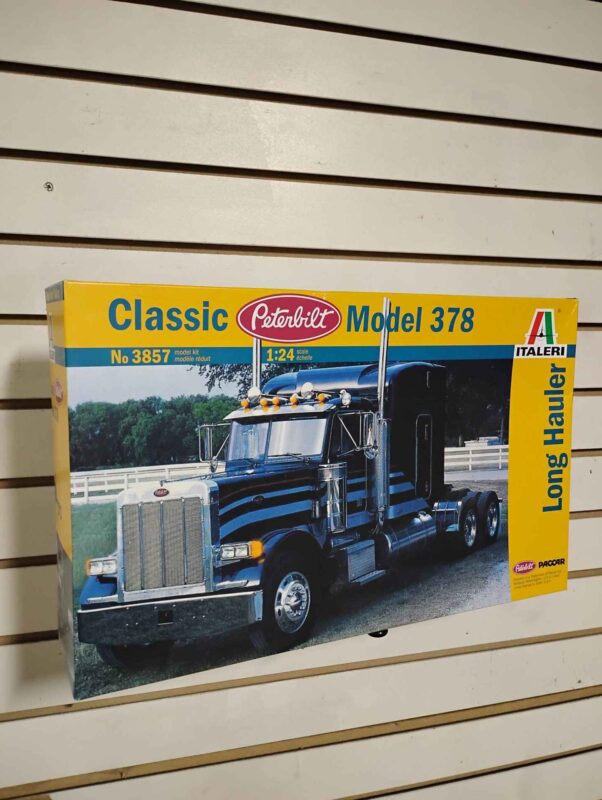 Classic Peterbilt Model 378
No 3857 model kit modèle réduit 1:24 scale échelle
ITALERI
Long Hauler
Peterbilt
Peterbilt PACCAR